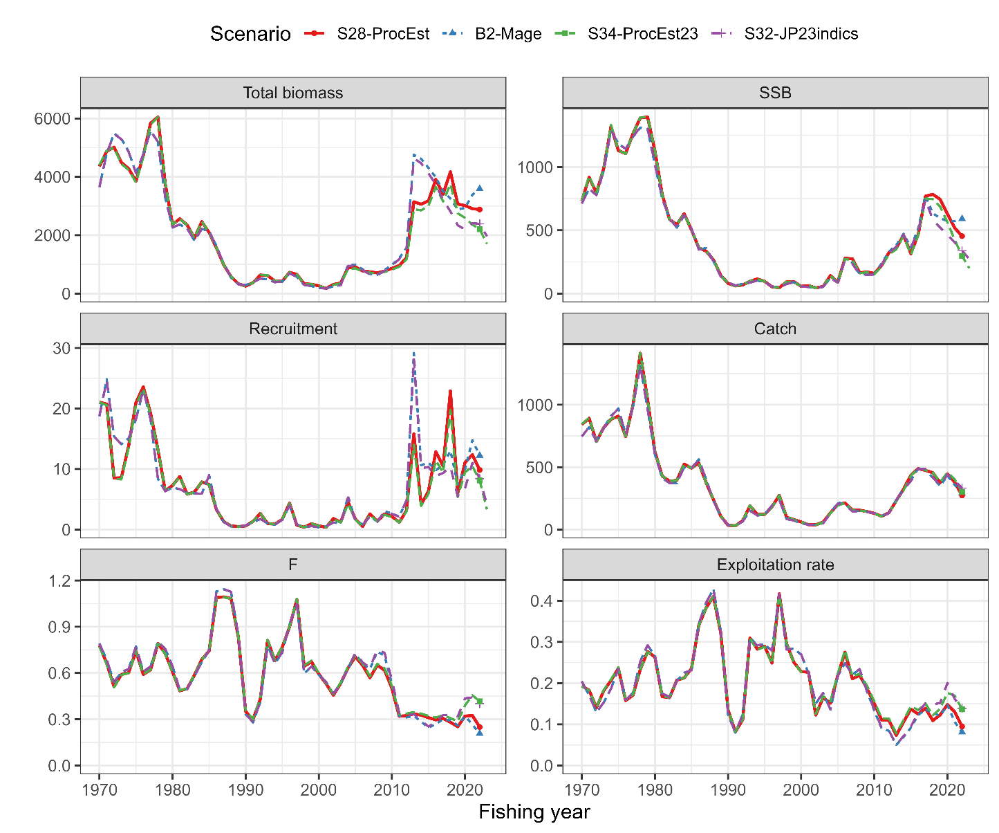 Scenario S28-ProcEst B2-Mage S34-ProcEst23 S32-JP23indics
Total biomass
6000
4000
2000
0
SSB
1000
500
0
Recruitment
30
20
10
0
Catch
1000
500
0
F
1.2
0.9
0.6
0.3
0.0
Exploitation rate
0.4
0.3
0.2
0.1
0.0
1970 1980 1990 2000 2010 2020
1970 1980 1990 2000 2010 2020
Fishing year